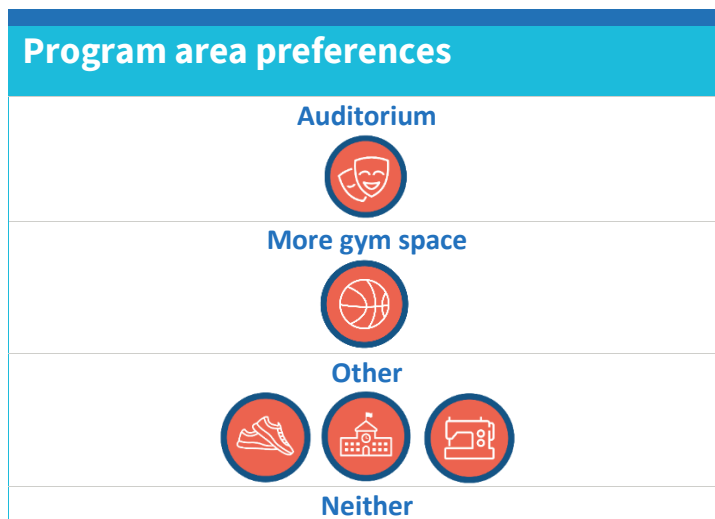 Program area preferences
Auditorium
More gym space
Other
Neither